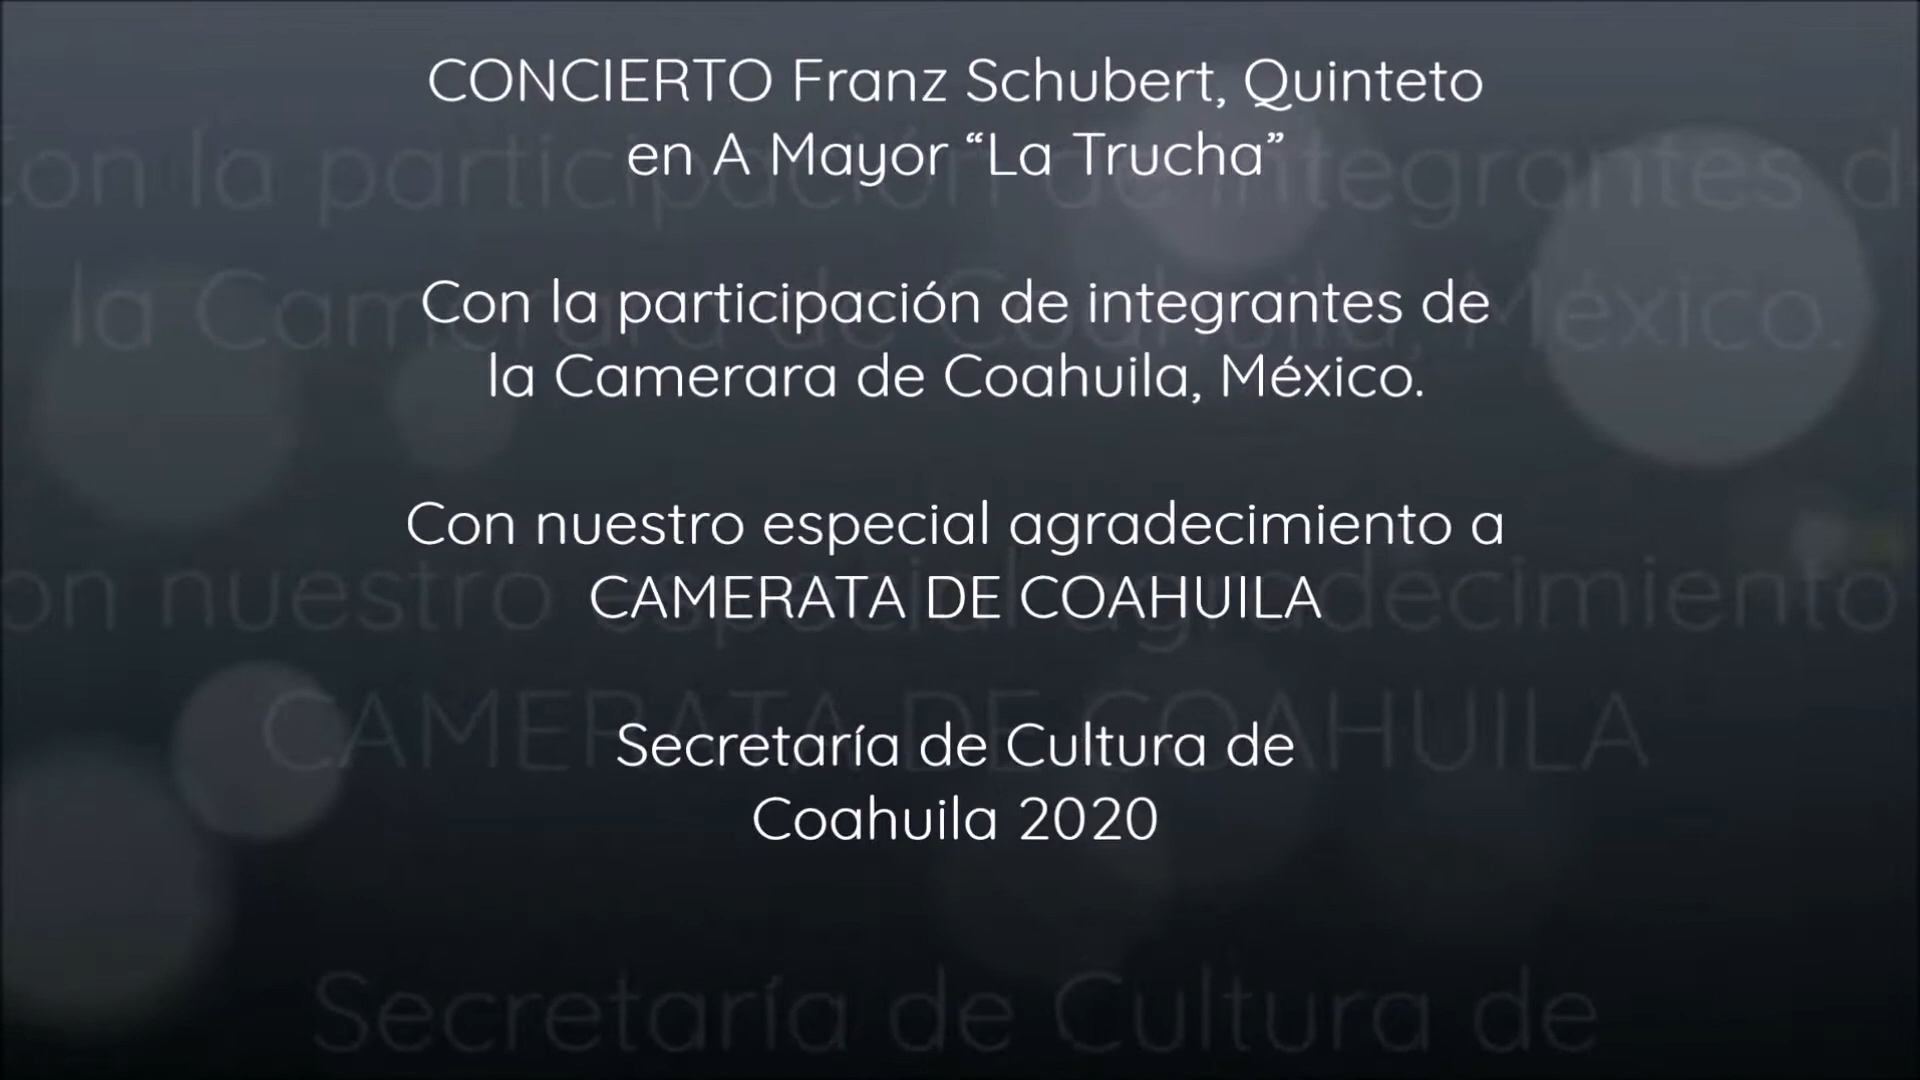 CONCIERTO Franz Schubert, Quinteto
en A Mayor “La Trucha”
Con la participación de integrantes de
la Camerara de Coahuila, México.
Con nuestro especial agradecimiento a
CAMERATA DE COAHUILA
Secretaría de Cultura de
Coahuila 2020